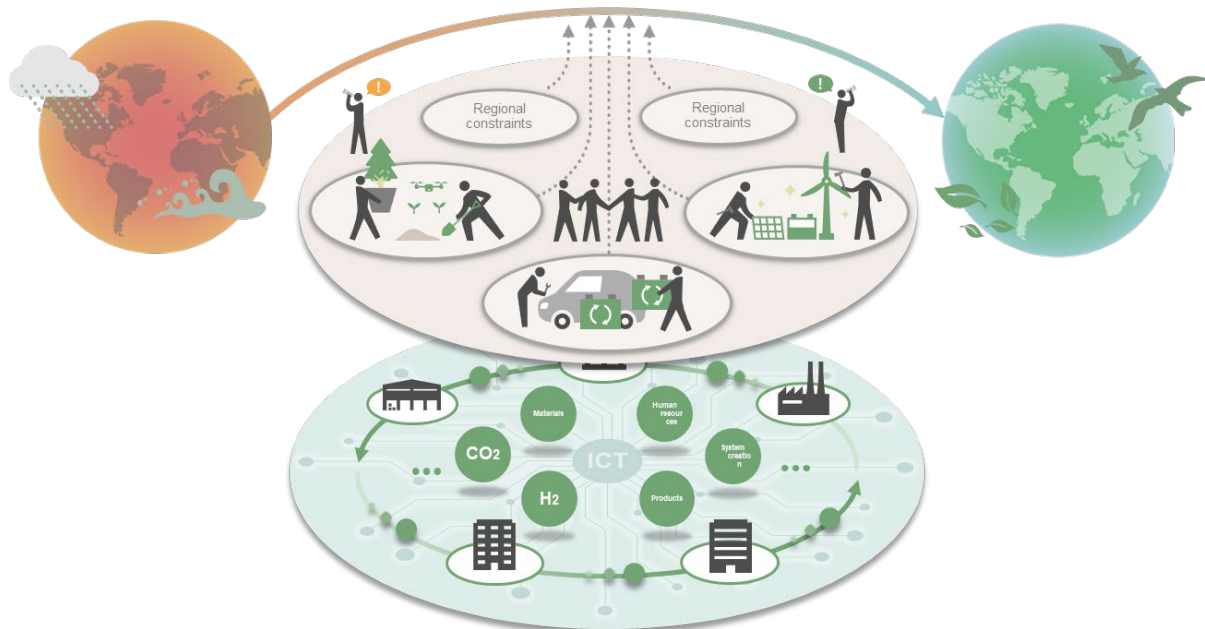 !
!
Regional
constraints
Regional
constraints
Materials
Human
resour
ces
CO2
ICT
System
creatio
n
H2
Products